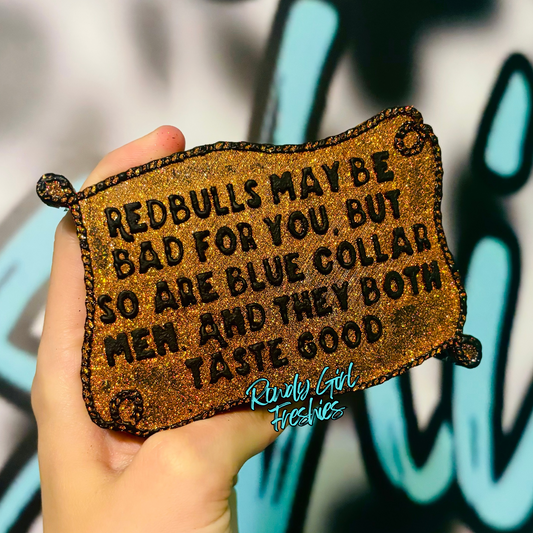 REDBULLS MAY BE
BAD FOR YOU, BUT
SO ARE BLUE COLLAR
MEN. AND THEY BOTH
TASTE GOOD
Rowdy Girl
Freshies